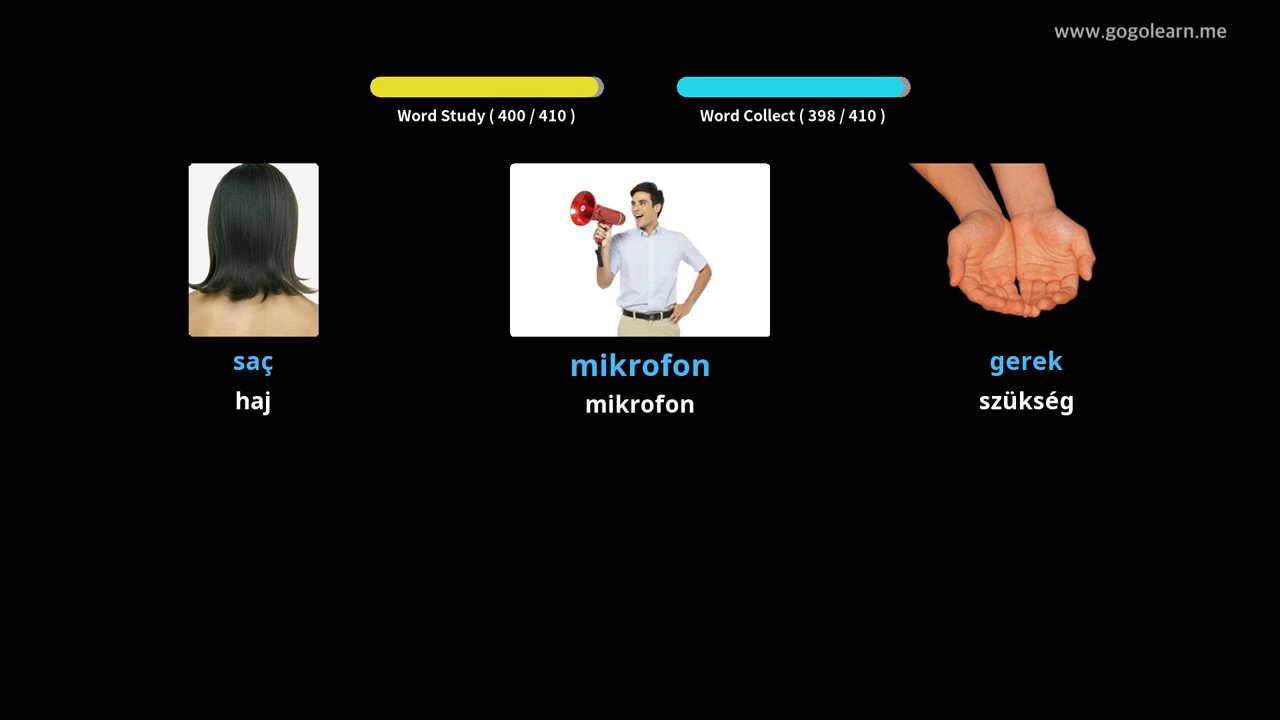 www.gogolearn.me
Word Study ( 400 / 410 )
Word Collect ( 398 / 410 )
saç
haj
mikrofon
mikrofon
gerek
szükség